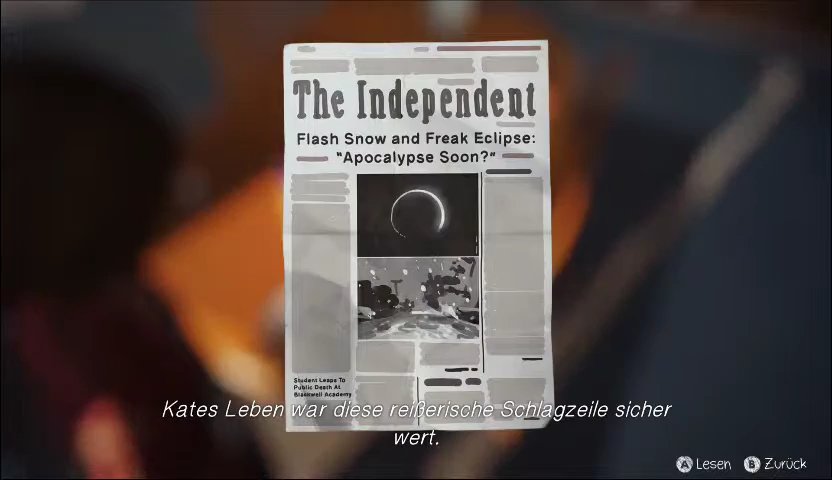 The Independent
Flash Snow and Freak Eclipse:
"Apocalypse Soon?"
Student Leaps To
Public Death At
Blackwell Academy
Kates Leben war diese reißerische Schlagzeile sicher
wert.
A Lesen B Zurück